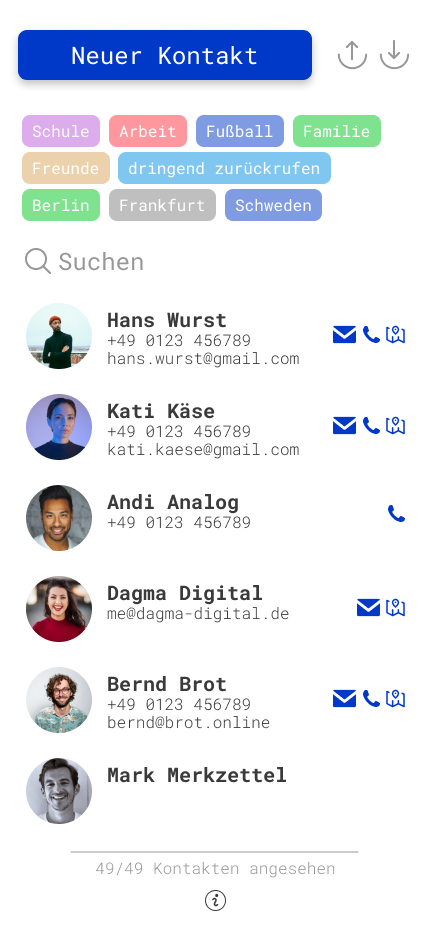 Neuer Kontakt
Schule Arbeit Fußball Familie
Freunde dringend zurückrufen
Berlin Frankfurt Schweden
Suchen
Hans Wurst
+49 0123 456789
hans.wurst@gmail.com
Kati Käse
+49 0123 456789
kati.kaese@gmail.com
Andi Analog
+49 0123 456789
Dagma Digital
me@dagma-digital.de
Bernd Brot
+49 0123 456789
bernd@brot.online
Mark Merkzettel
49/49 Kontakten angesehen